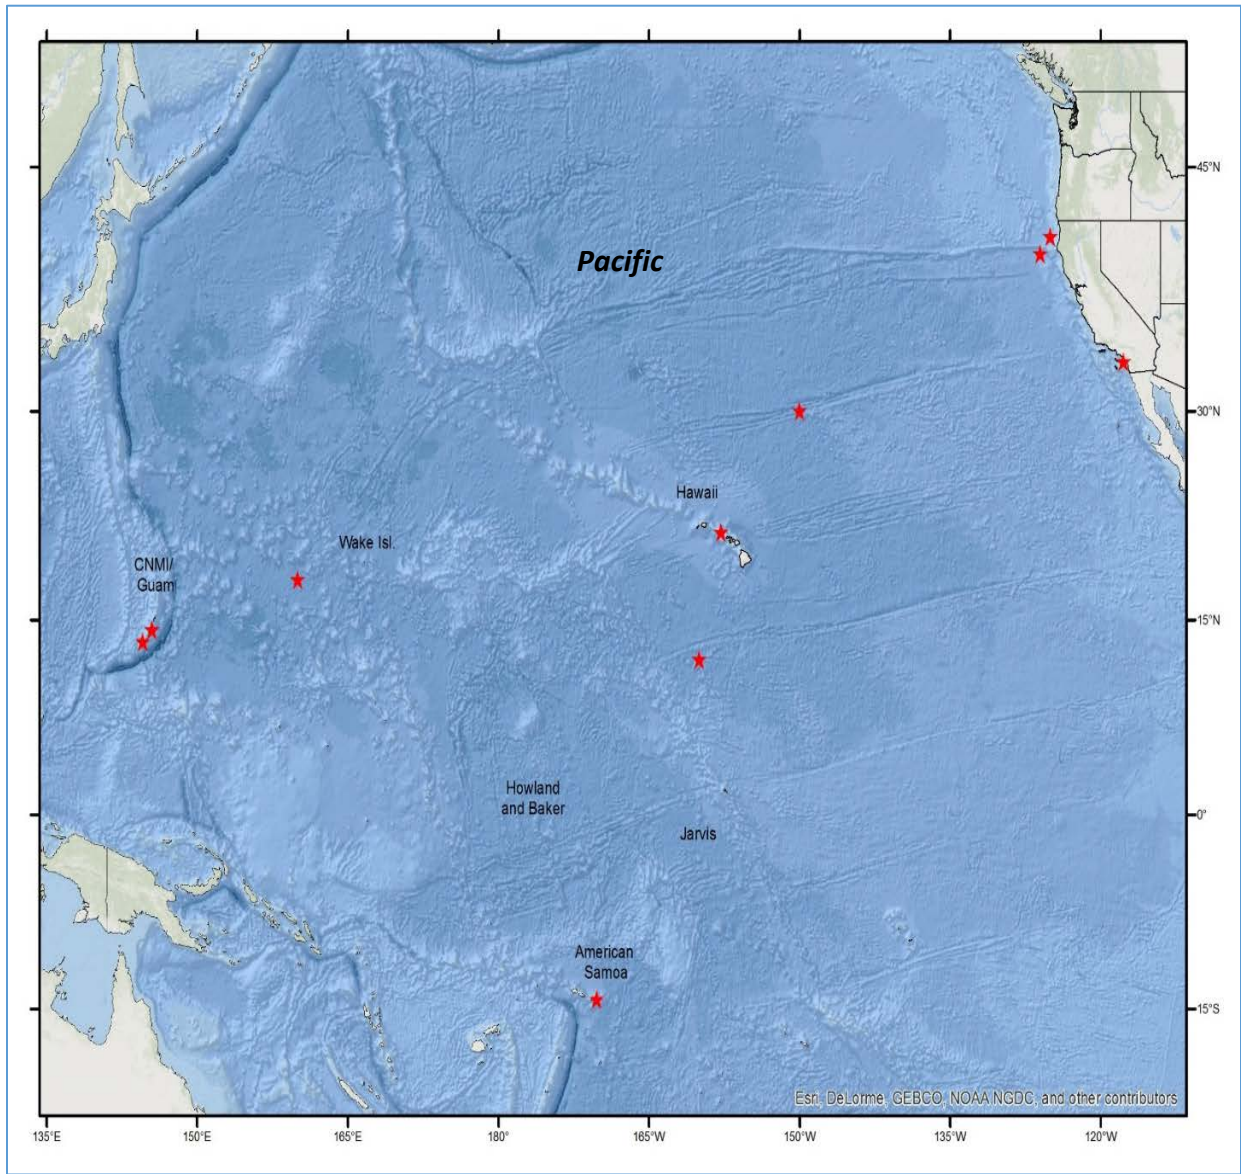 45°N
Pacific
30°N
Hawaii
Wake Isl.
CNMI/
Guam
15°N
Howland
and Baker
0°
Jarvis
American
Samoa
15°S
Esri, DeLorme, GEBCO, NOAA NGDC, and other contributors
135°E
150°E
165°E
180°
165°W
150°W
135°W
120°W